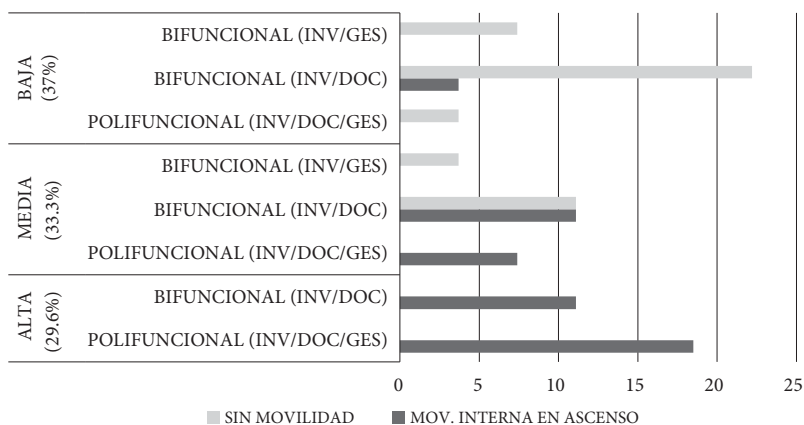 BAJA
(37%)
BIFUNCIONAL (INV/GES)
BIFUNCIONAL (INV/DOC)
POLIFUNCIONAL (INV/DOC/GES)
MEDIA
(33.3%)
BIFUNCIONAL (INV/GES)
BIFUNCIONAL (INV/DOC)
POLIFUNCIONAL (INV/DOC/GES)
ALTA
(29.6%)
BIFUNCIONAL (INV/DOC)
POLIFUNCIONAL (INV/DOC/GES)
0 5 10 15 20 25
SIN MOVILIDAD MOV. INTERNA EN ASCENSO